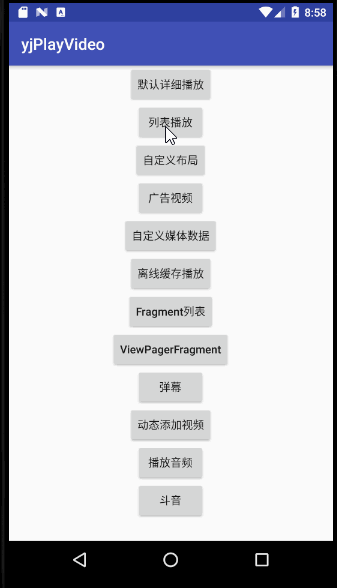 8:58
yjPlayVideo
默认详细播放
列表播放
自定义布局
广告视频
自定义媒体数据
离线缓存播放
Fragment列表
ViewPagerFragment
弹幕
动态添加视频
播放音频
斗音